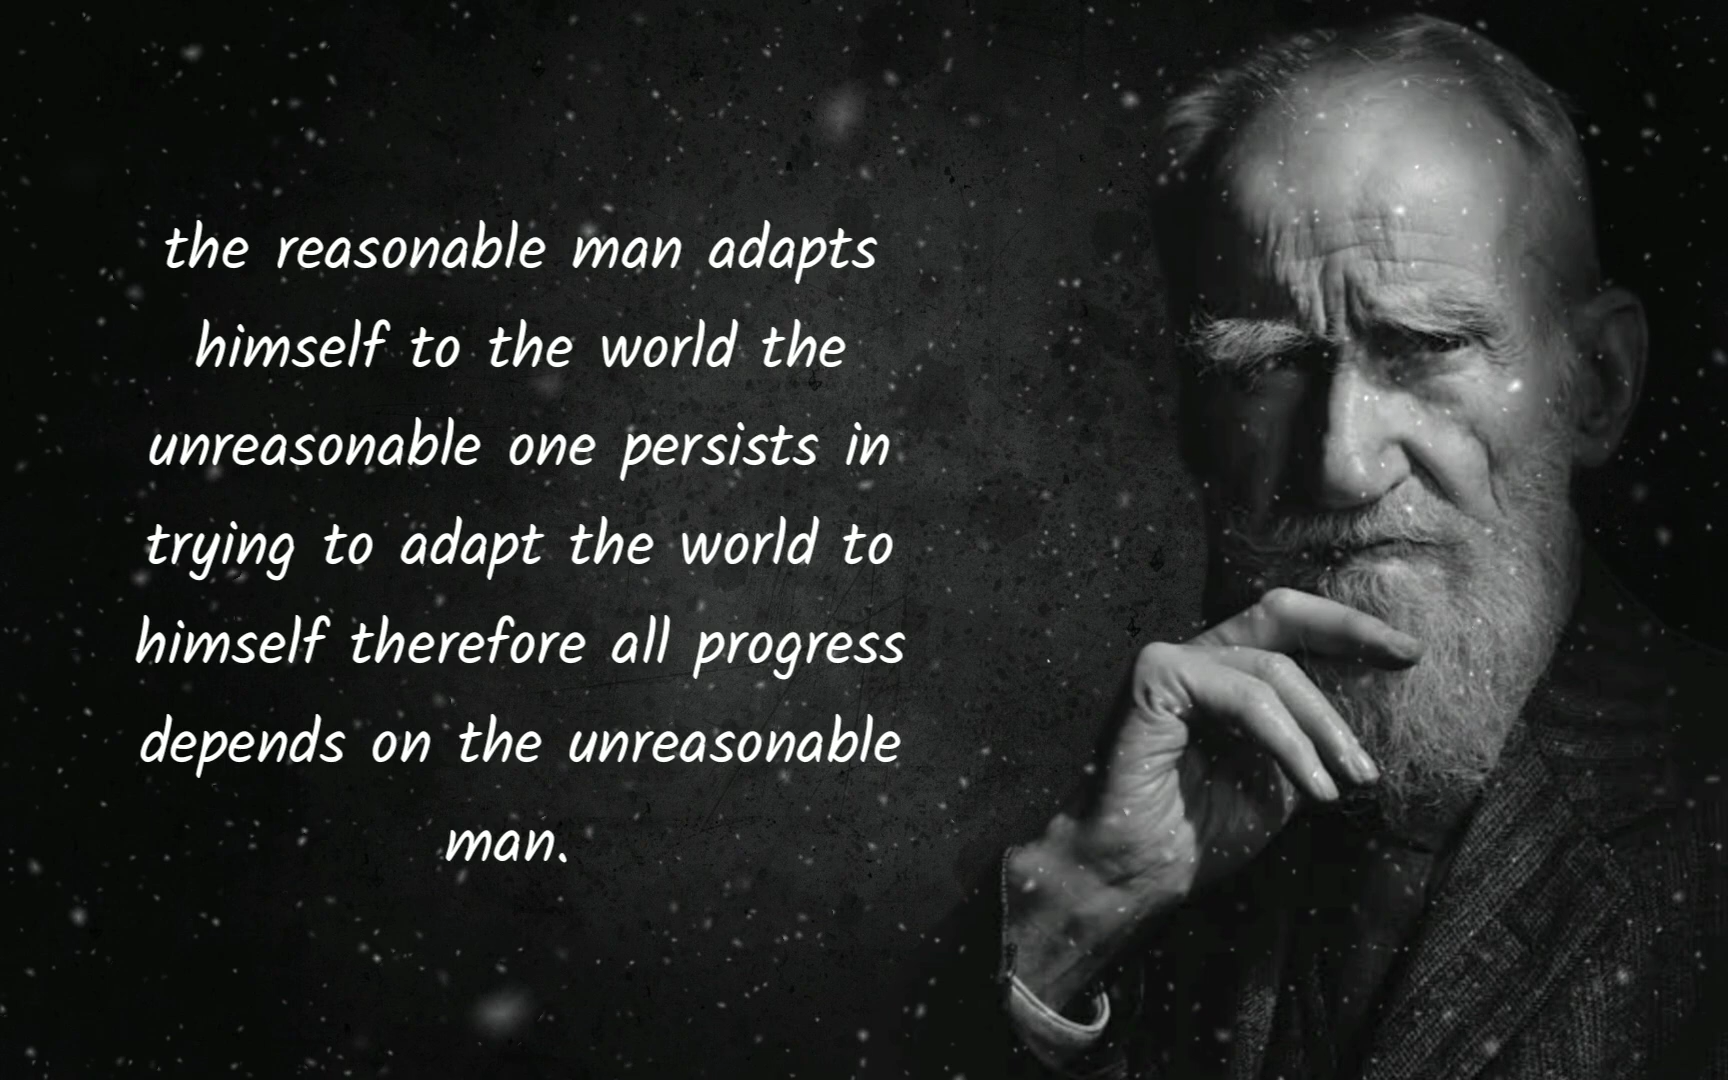 the reasonable man adapts
himself to the world the
unreasonable one persists in
trying to adapt the world to
himself therefore all progress
depends on the unreasonable
man.